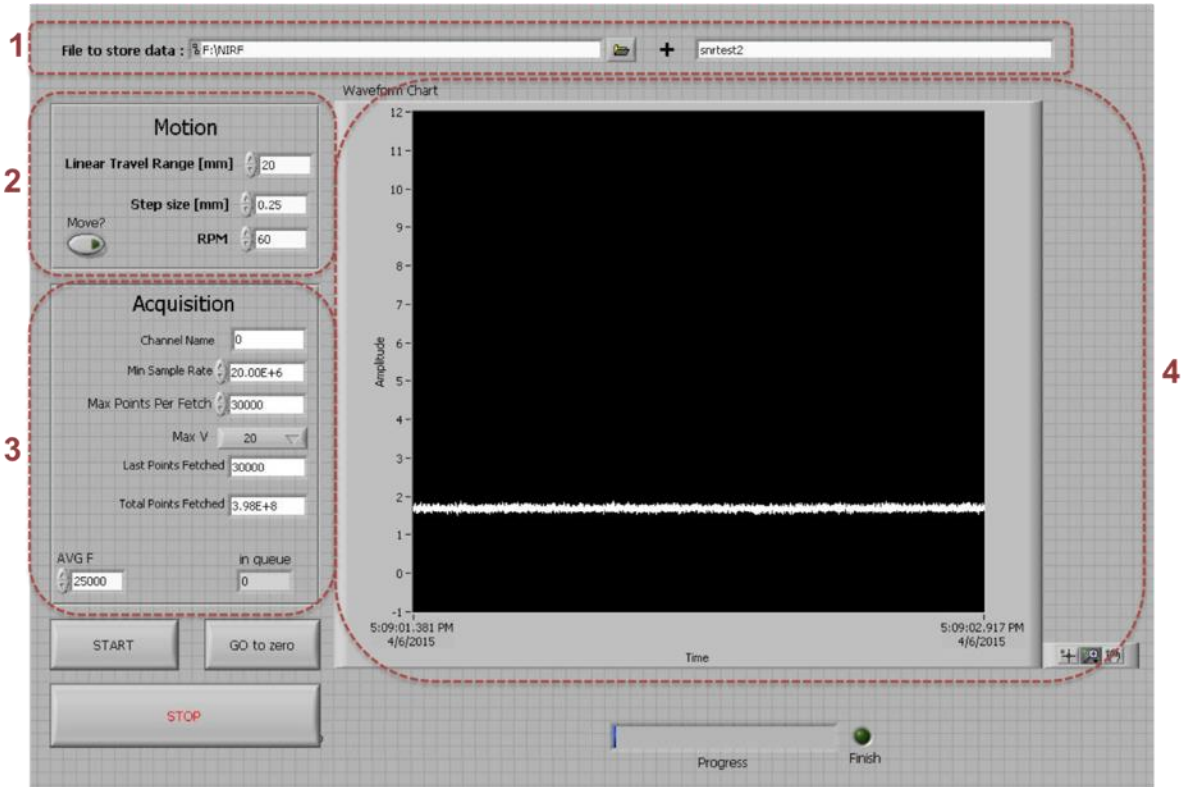 1
File to store data : F:\NIRF + snrtest2
2
Motion
Linear Travel Range [mm] 20
Step size [mm] 0.25
Move?
RPM 60
3
Acquisition
Channel Name 0
Min Sample Rate 20.00E+6
Max Points Per Fetch 30000
Max V 20
Last Points Fetched 30000
Total Points Fetched 3.98E+8
AVG F in queue
25000 0
START GO to zero
STOP
Waveform Chart
12
11
10
9
8
7
6
5
4
3
2
1
0
-1
Amplitude
5:09:01.381 PM 5:09:02.917 PM
4/6/2015 4/6/2015
Time
4
Progress Finish